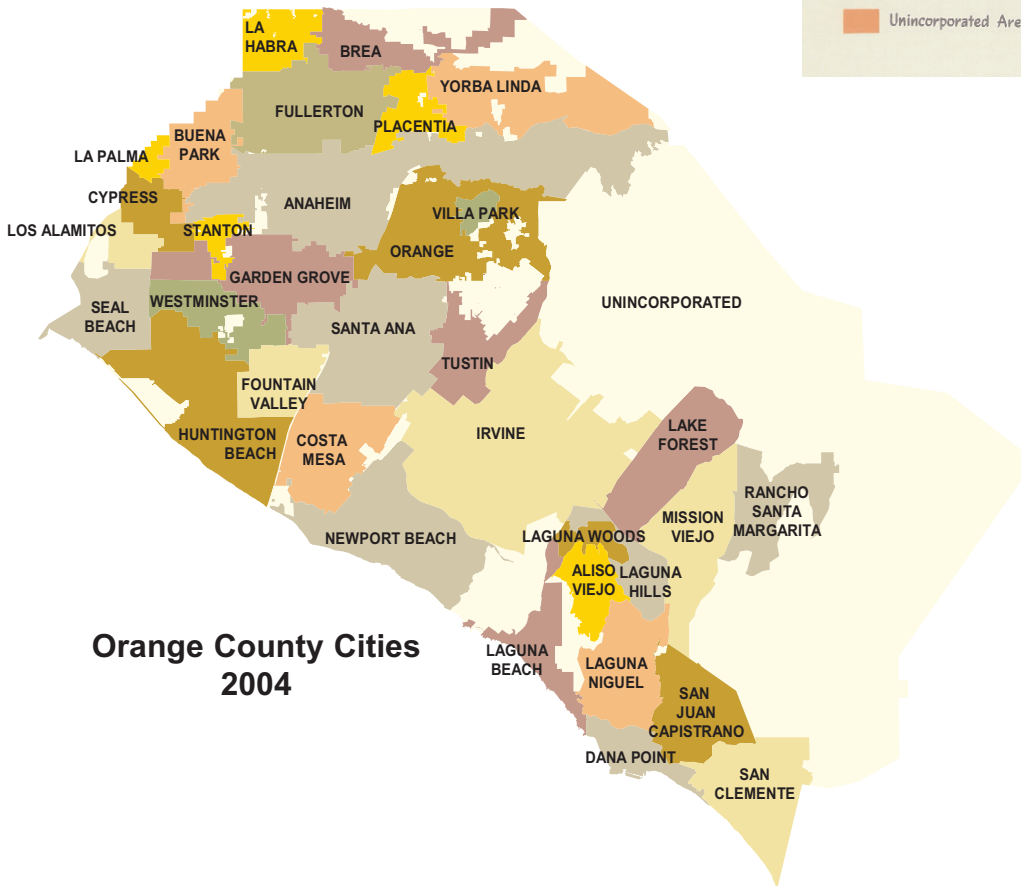 Unincorporated Are
LA
HABRA
BREA
YORBA LINDA
FULLERTON
PLACENTIA
BUENA
PARK
LA PALMA
CYPRESS
ANAHEIM
VILLA PARK
LOS ALAMITOS
STANTON
ORANGE
GARDEN GROVE
UNINCORPORATED
WESTMINSTER
SEAL
BEACH
SANTA ANA
TUSTIN
FOUNTAIN
VALLEY
HUNTINGTON
BEACH
COSTA
MESA
IRVINE
LAKE
FOREST
RANCHO
SANTA
MARGARITA
MISSION
VIEJO
NEWPORT BEACH
LAGUNA WOODS
ALISO
VIEJO
LAGUNA
HILLS
Orange County Cities
2004
LAGUNA
BEACH
LAGUNA
NIGUEL
SAN
JUAN
CAPISTRANO
DANA POINT
SAN
CLEMENTE